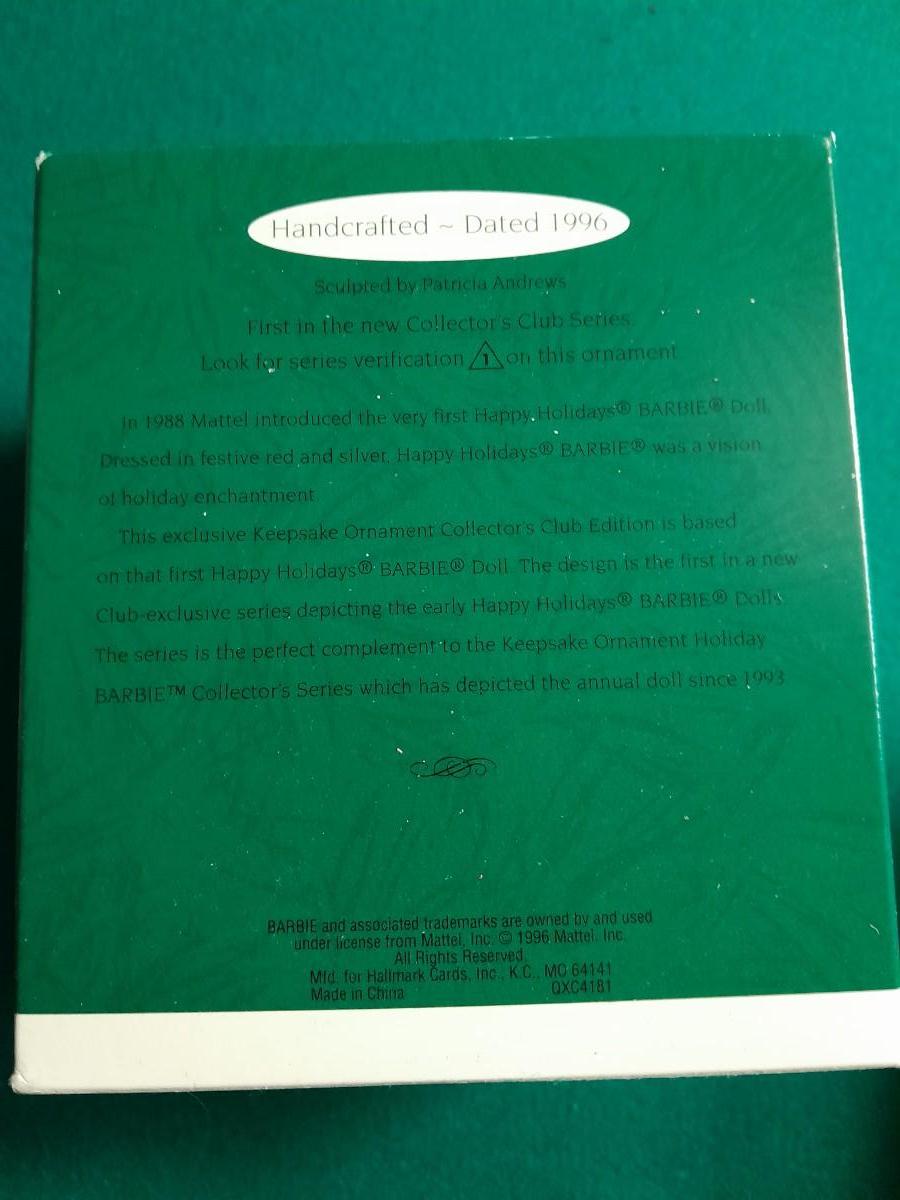 Handcrafted ~ Dated 1996
Sculpted by Patricia Andrews
First in the new Collector's Club Series.
Look for series verification 1 on this ornament.
In 1988 Mattel introduced the very first Happy Holidays® BARBIE® Doll.
Dressed in festive red and silver, Happy Holidays® BARBIE® was a vision
of holiday enchantment.
This exclusive Keepsake Ornament Collector's Club Edition is based
on that first Happy Holidays® BARBIE® Doll. The design is the first in a new
Club-exclusive series depicting the early Happy Holidays® BARBIE® Dolls.
The series is the perfect complement to the Keepsake Ornament Holiday
BARBIE™ Collector's Series which has depicted the annual doll since 1993.
BARBIE and associated trademarks are owned by and used
under license from Mattel, Inc. © 1996 Mattel, Inc.
All Rights Reserved.
Mfd. for Hallmark Cards, Inc., K.C., MO 64141
Made in China QXC4181